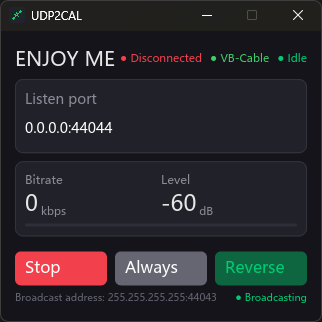 UDP2CAL
ENJOY ME ● Disconnected ● VB-Cable ● Idle
Listen port
0.0.0.0:44044
Bitrate Level
0 kbps -60 dB
Stop Always Reverse
Broadcast address: 255.255.255.255:44043 ● Broadcasting